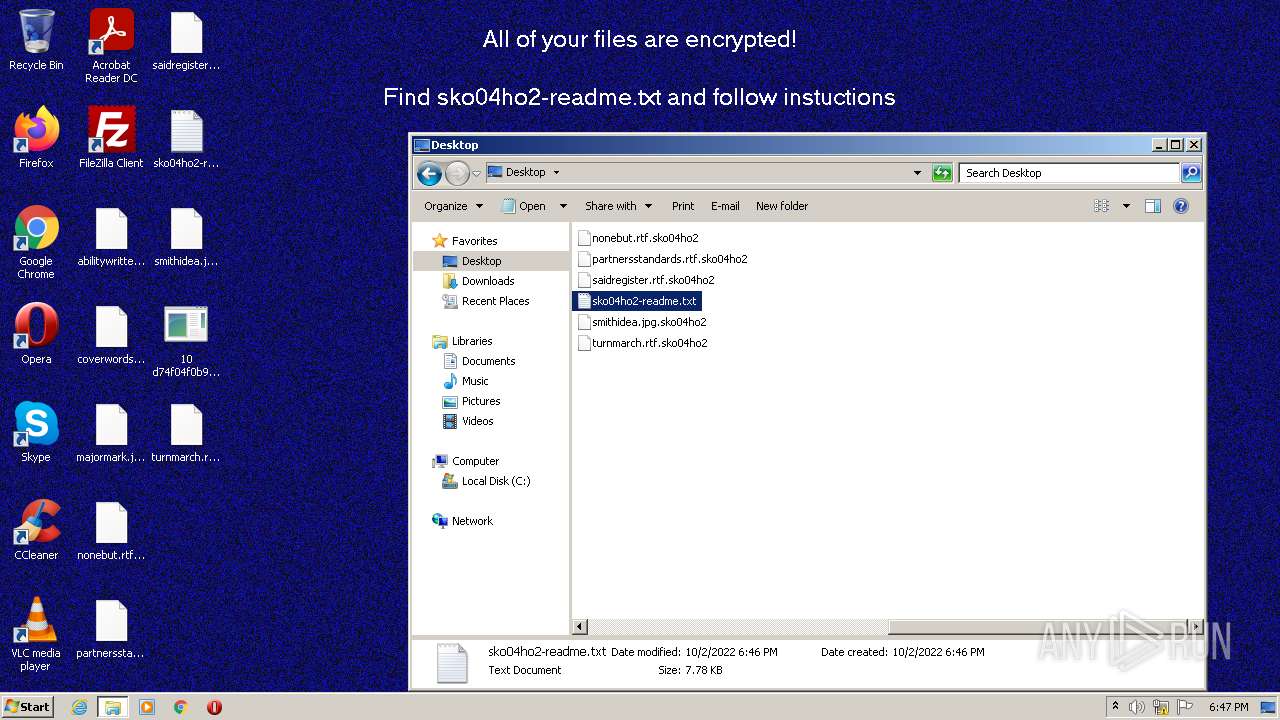 All of your files are encrypted!
Find sko04ho2-readme.txt and follow instuctions
Recycle Bin
Acrobat Reader DC
saidregister...
Firefox
FileZilla Client
sko04ho2-r...
Google Chrome
abilitywritte...
smithidea.j...
Opera
coverwords...
10
d74f04f0b9...
Skype
majormark.j...
turnmarch.r...
CCleaner
nonebut.rtf...
VLC media player
partnerssta...
Desktop
Desktop
Search Desktop
Organize
Open
Share with
Print
E-mail
New folder
Favorites
Desktop
Downloads
Recent Places
Libraries
Documents
Music
Pictures
Videos
Computer
Local Disk (C:)
Network
nonebut.rtf.sko04ho2
partnersstandards.rtf.sko04ho2
saidregister.rtf.sko04ho2
sko04ho2-readme.txt
smithidea.jpg.sko04ho2
turnmarch.rtf.sko04ho2
sko04ho2-readme.txt Date modified: 10/2/2022 6:46 PM Date created: 10/2/2022 6:46 PM
Text Document Size: 7.78 KB
ANY RUN
Start
6:47 PM